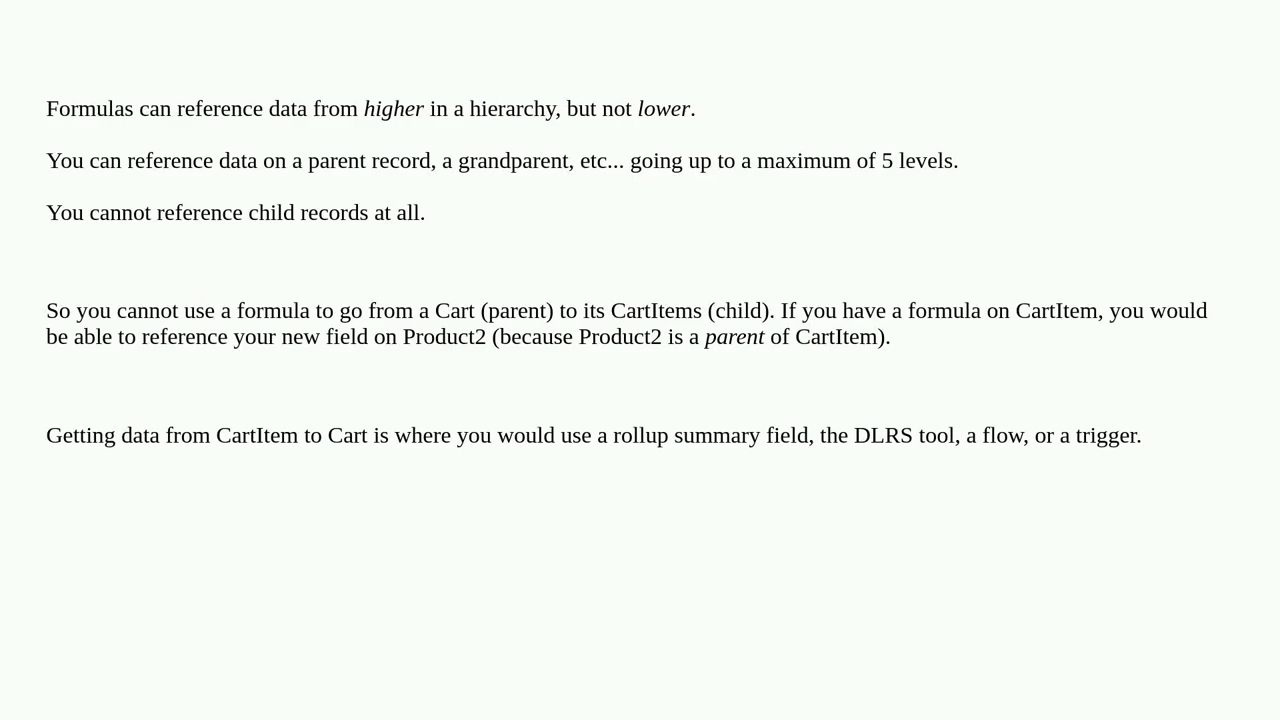 Formulas can reference data from higher in a hierarchy, but not lower.
You can reference data on a parent record, a grandparent, etc... going up to a maximum of 5 levels.
You cannot reference child records at all.
So you cannot use a formula to go from a Cart (parent) to its CartItems (child). If you have a formula on CartItem, you would
be able to reference your new field on Product2 (because Product2 is a parent of CartItem).
Getting data from CartItem to Cart is where you would use a rollup summary field, the DLRS tool, a flow, or a trigger.